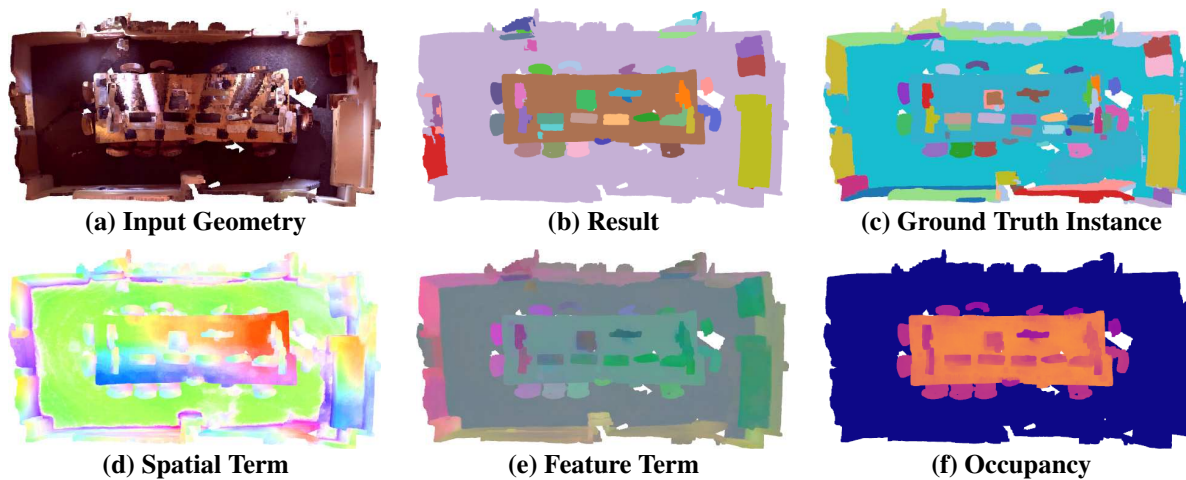 (a) Input Geometry
(b) Result
(c) Ground Truth Instance
(d) Spatial Term
(e) Feature Term
(f) Occupancy